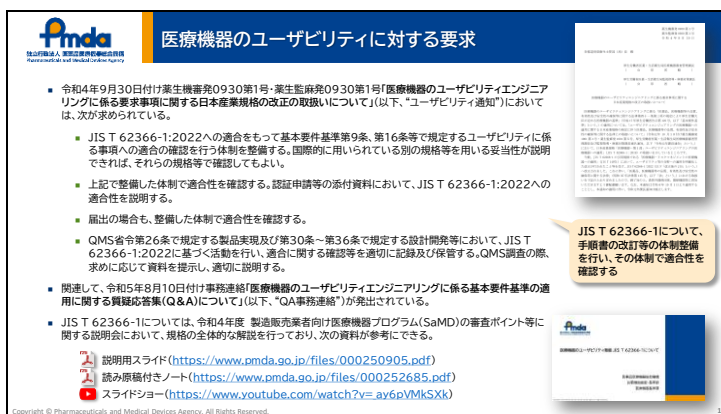 Pmda
独立行政法人 医薬品医療機器総合機構
Pharmaceuticals and Medical Devices Agency
医療機器のユーザビリティに対する要求
令和4年9月30日付け薬生機審発0930第1号・薬生監麻発0930第1号「医療機器のユーザビリティエンジニア
リングに係る要求事項に関する日本産業規格の改正の取扱いについて」(以下、“ユーザビリティ通知”)において
は、次が求められている。
JIS T 62366-1:2022への適合をもって基本要件基準第9条、第16条等で規定するユーザビリティに係
る事項への適合の確認を行う体制を整備する。国際的に用いられている別の規格等を用いる妥当性が説明
できれば、それらの規格等で確認してもよい。
上記で整備した体制で適合性を確認する。認証申請等の添付資料において、JIS T 62366-1:2022への
適合性を説明する。
届出の場合も、整備した体制で適合性を確認する。
QMS省令第26条で規定する製品実現及び第30条～第36条で規定する設計開発等において、JIS T
62366-1:2022に基づく活動を行い、適合に関する確認等を適切に記録及び保管する。QMS調査の際、
求めに応じて資料を提示し、適切に説明する。
関連して、令和5年8月10日付け事務連絡「医療機器のユーザビリティエンジニアリングに係る基本要件基準の適
用に関する質疑応答集(Q&A)について」(以下、“QA事務連絡”)が発出されている。
JIS T 62366-1については、令和4年度 製造販売業者向け医療機器プログラム(SaMD)の審査ポイント等に
関する説明会において、規格の全体的な解説を行っており、次の資料が参考にできる。
説明用スライド(https://www.pmda.go.jp/files/000250905.pdf)
読み原稿付きノート(https://www.pmda.go.jp/files/000252685.pdf)
スライドショー(https://www.youtube.com/watch?v=_ay6pVMkSXk)
JIS T 62366-1について、
手順書の改訂等の体制整備
を行い、その体制で適合性を
確認する
Pmda
医療機器のユーザビリティ規格 JIS T 62366-1について
Copyright © Pharmaceuticals and Medical Devices Agency, All Rights Reserved.